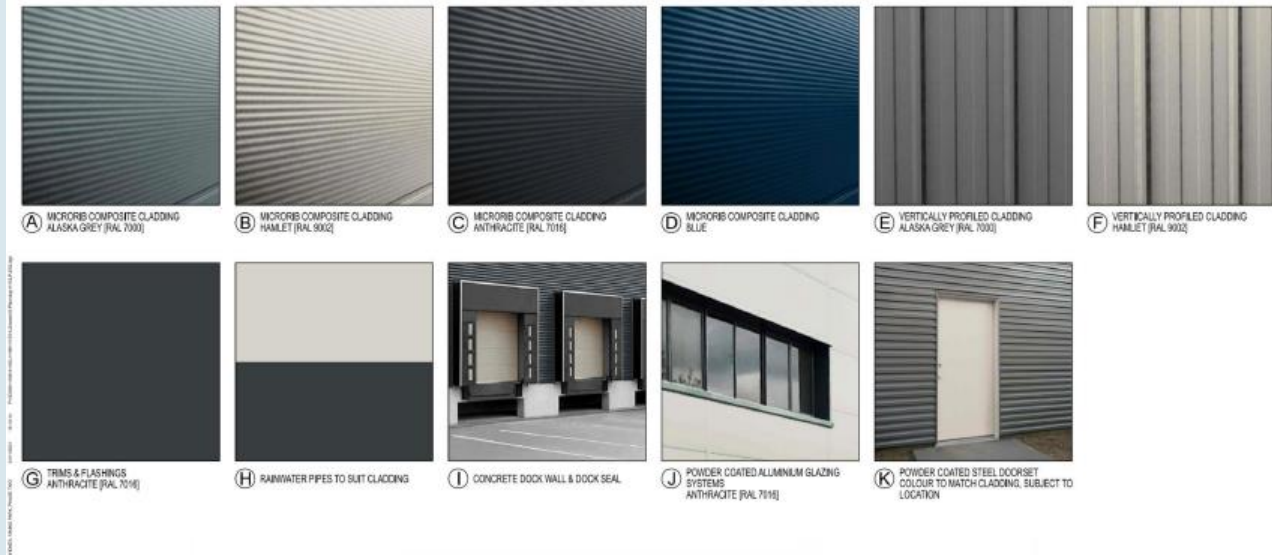 A MICRORIB COMPOSITE CLADDING
ALASKA GREY [RAL 7000]
B MICRORIB COMPOSITE CLADDING
HAMLET [RAL 9002]
C MICRORIB COMPOSITE CLADDING
ANTHRACITE [RAL 7016]
D MICRORIB COMPOSITE CLADDING
BLUE
E VERTICALLY PROFILED CLADDING
ALASKA GREY [RAL 7000]
F VERTICALLY PROFILED CLADDING
HAMLET [RAL 9002]
G TRIMS & FLASHINGS
ANTHRACITE [RAL 7016]
H RAINWATER PIPES TO SUIT CLADDING
I CONCRETE DOCK WALL & DOCK SEAL
J POWDER COATED ALUMINIUM GLAZING
SYSTEMS
ANTHRACITE [RAL 7016]
K POWDER COATED STEEL DOORSET
COLOUR TO MATCH CLADDING, SUBJECT TO
LOCATION